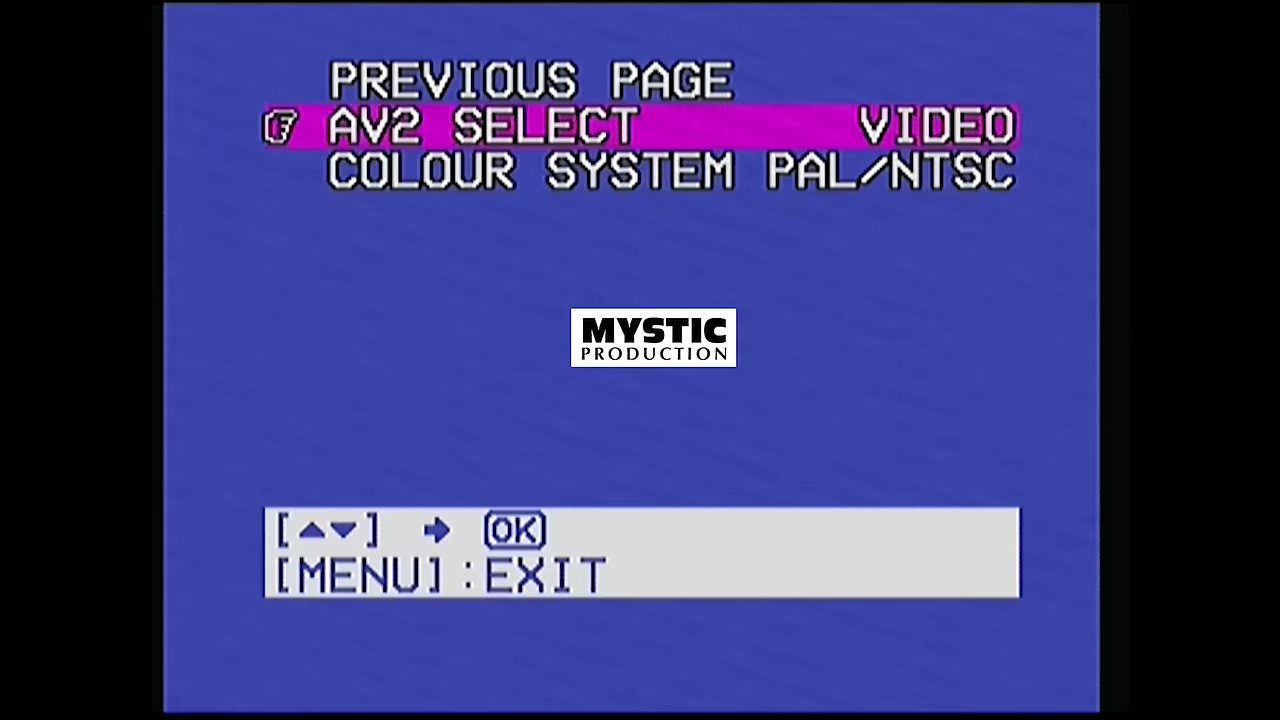 PREVIOUS PAGE
☞ AV2 SELECT VIDEO
COLOUR SYSTEM PAL/NTSC
MYSTIC
PRODUCTION
[▲▼] → OK
[MENU]:EXIT